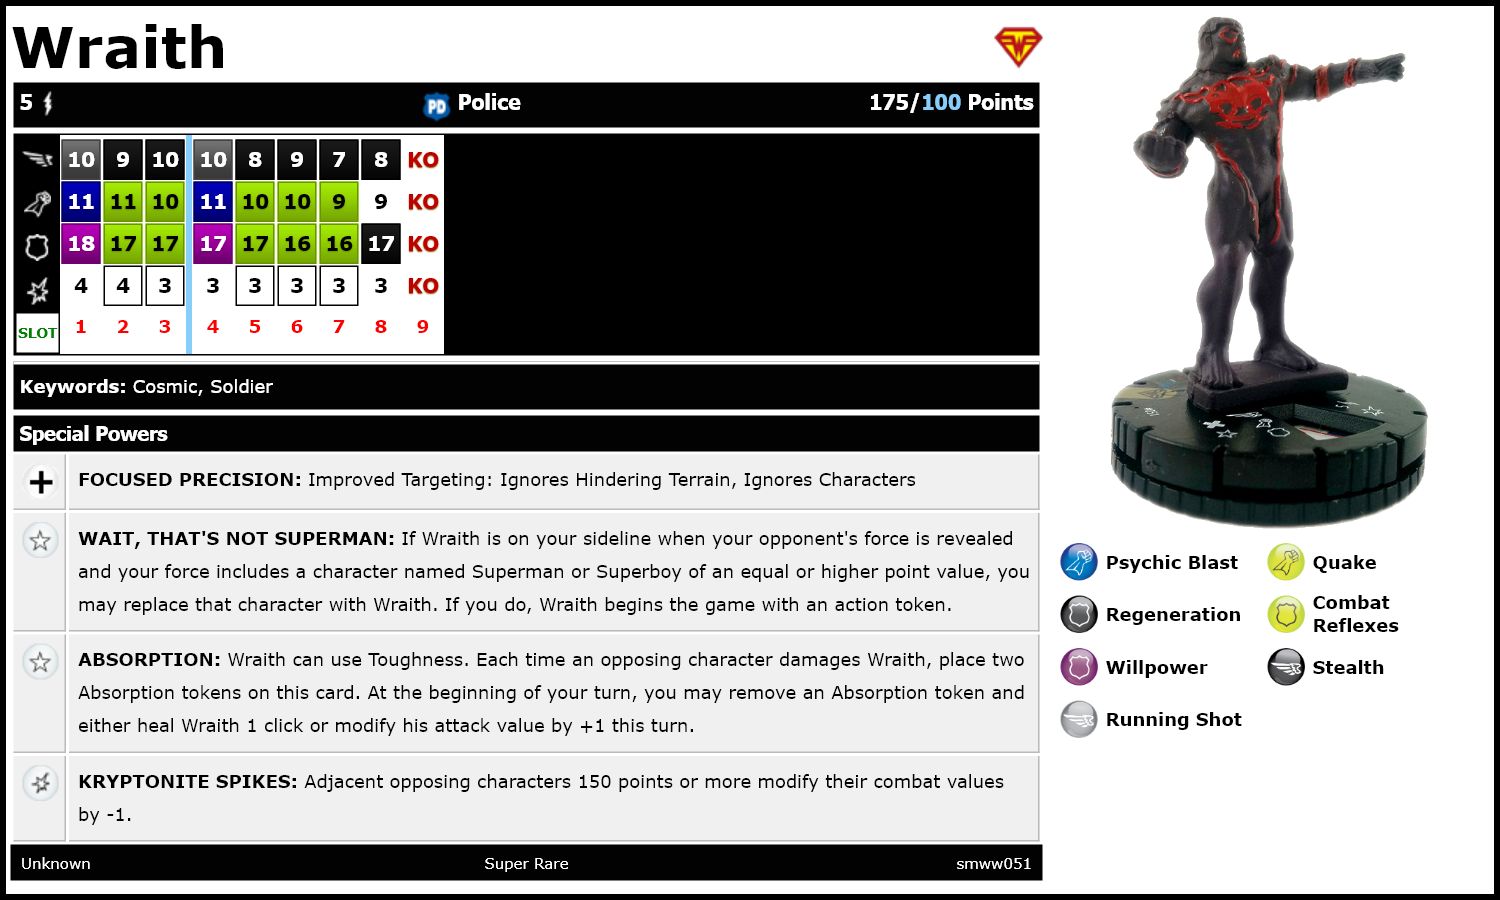 Wraith
W
5 PD Police 175/100 Points
10 9 10 10 8 9 7 8 KO
11 11 10 11 10 10 9 9 KO
18 17 17 17 17 16 16 17 KO
4 4 3 3 3 3 3 3 KO
SLOT 1 2 3 4 5 6 7 8 9
Keywords: Cosmic, Soldier
Special Powers
FOCUSED PRECISION: Improved Targeting: Ignores Hindering Terrain, Ignores Characters
WAIT, THAT'S NOT SUPERMAN: If Wraith is on your sideline when your opponent's force is revealed
and your force includes a character named Superman or Superboy of an equal or higher point value, you
may replace that character with Wraith. If you do, Wraith begins the game with an action token.
ABSORPTION: Wraith can use Toughness. Each time an opposing character damages Wraith, place two
Absorption tokens on this card. At the beginning of your turn, you may remove an Absorption token and
either heal Wraith 1 click or modify his attack value by +1 this turn.
KRYPTONITE SPIKES: Adjacent opposing characters 150 points or more modify their combat values
by -1.
Unknown Super Rare smww051
#051
Psychic Blast
Quake
Regeneration
Combat
Reflexes
Willpower
Stealth
Running Shot